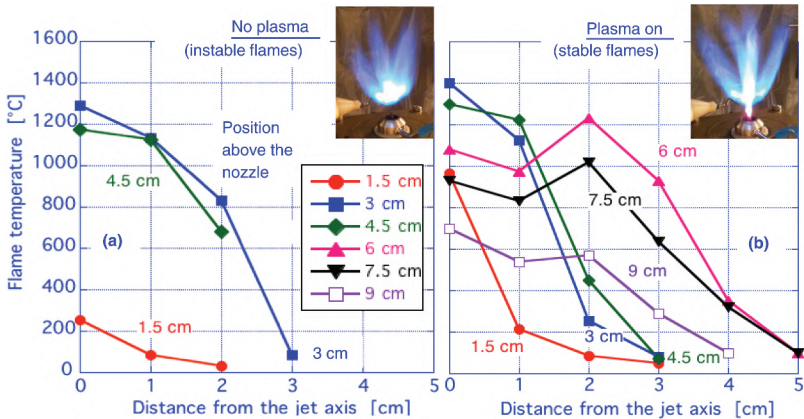 No plasma
(instable flames)
Plasma on
(stable flames)
Flame temperature [°C]
1600
1400
1200
1000
800
600
400
200
0
Position
above the
nozzle
4.5 cm
(a)
1.5 cm
3 cm
1.5 cm
3 cm
4.5 cm
6 cm
7.5 cm
9 cm
6 cm
7.5 cm
(b)
9 cm
1.5 cm
3 cm
4.5 cm
0 1 2 3 4 5
0 1 2 3 4 5
Distance from the jet axis [cm]
Distance from the jet axis [cm]